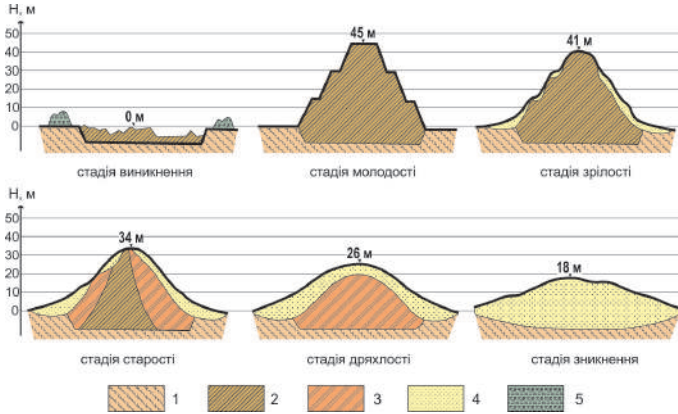 Н, м
50
40
30
20
10
0
0 м
45 м
41 м
стадія виникнення
стадія молодості
стадія зрілості
Н, м
50
40
30
20
10
0
34 м
26 м
18 м
стадія старості
стадія дряхлості
стадія зникнення
1
2
3
4
5